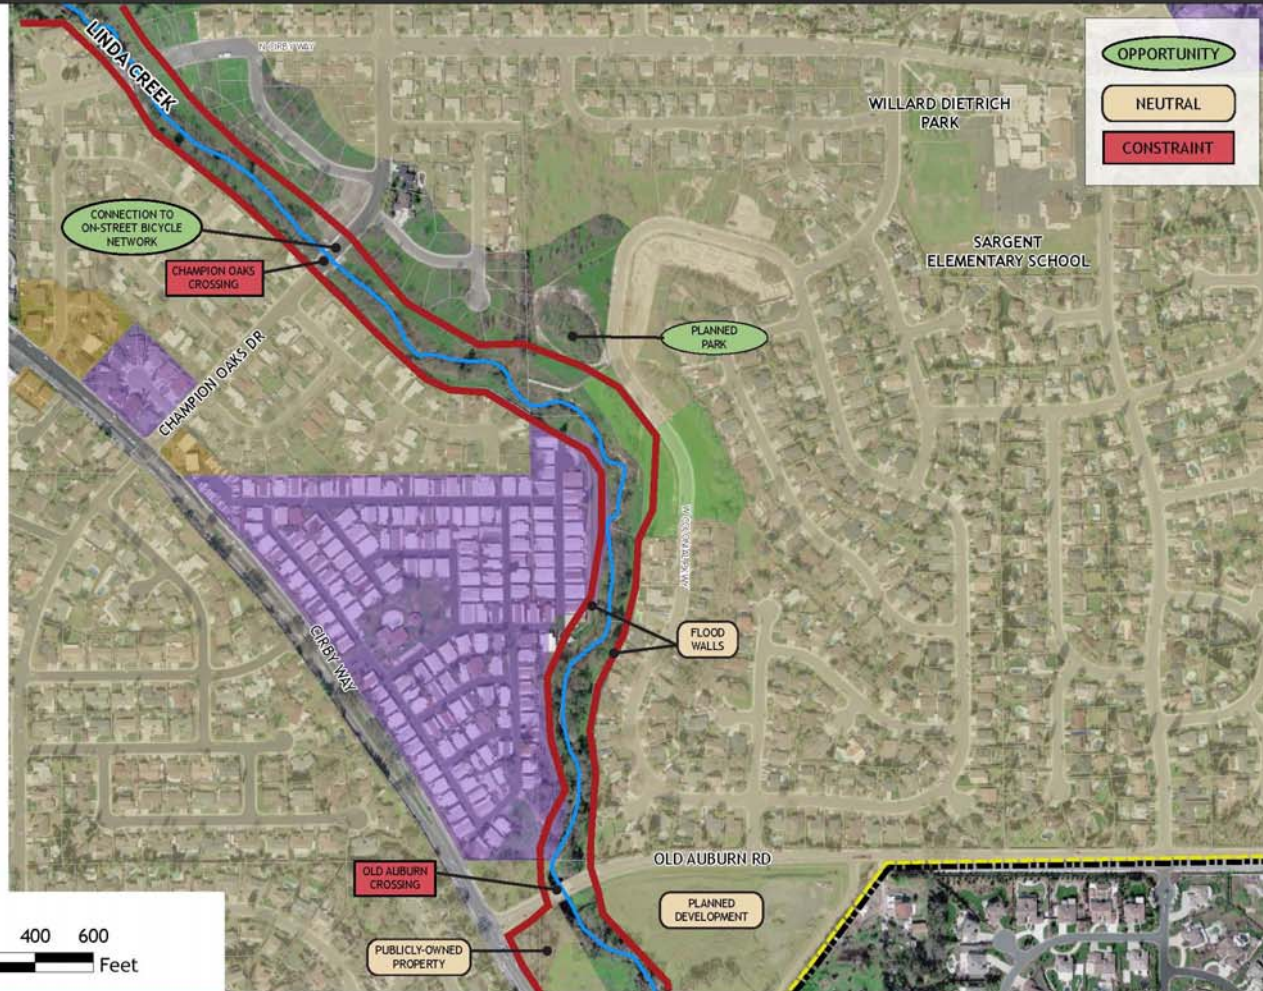 LINDA CREEK
N CIRBY WAY
OPPORTUNITY
NEUTRAL
CONSTRAINT
WILLARD DIETRICH
PARK
SARGENT
ELEMENTARY SCHOOL
CONNECTION TO
ON-STREET BICYCLE
NETWORK
CHAMPION OAKS
CROSSING
PLANNED
PARK
CHAMPION OAKS DR
CIRBY WAY
FLOOD
WALLS
OLD AUBURN RD
OLD AUBURN
CROSSING
PLANNED
DEVELOPMENT
PUBLICLY-OWNED
PROPERTY
400 600
Feet